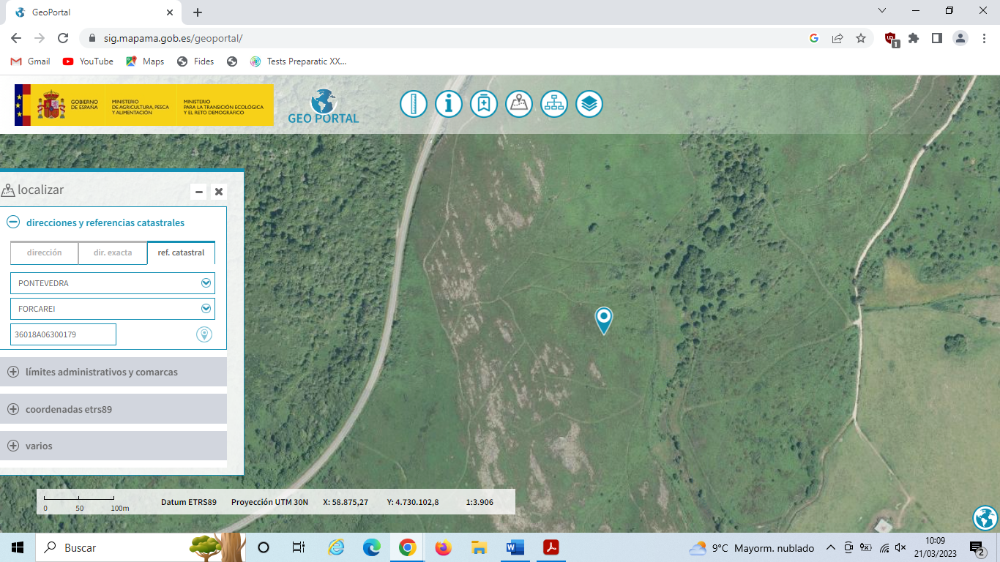 GeoPortal
sig.mapama.gob.es/geoportal/
1
Gmail
YouTube
Maps
Fides
Tests Preparatic XX...
GOBIERNO
DE ESPAÑA
MINISTERIO
DE AGRICULTURA, PESCA
Y ALIMENTACIÓN
MINISTERIO
PARA LA TRANSICIÓN ECOLÓGICA
Y EL RETO DEMOGRÁFICO
GEO PORTAL
localizar
direcciones y referencias catastrales
dirección
dir. exacta
ref. catastral
PONTEVEDRA
FORCAREI
36018A06300179
límites administrativos y comarcas
coordenadas etrs89
varios
0 50 100m
Datum ETRS89 Proyección UTM 30N X: 58.875,27 Y: 4.730.102,8 1:3.906
Buscar
9°C Mayorm. nublado
10:09
21/03/2023
2